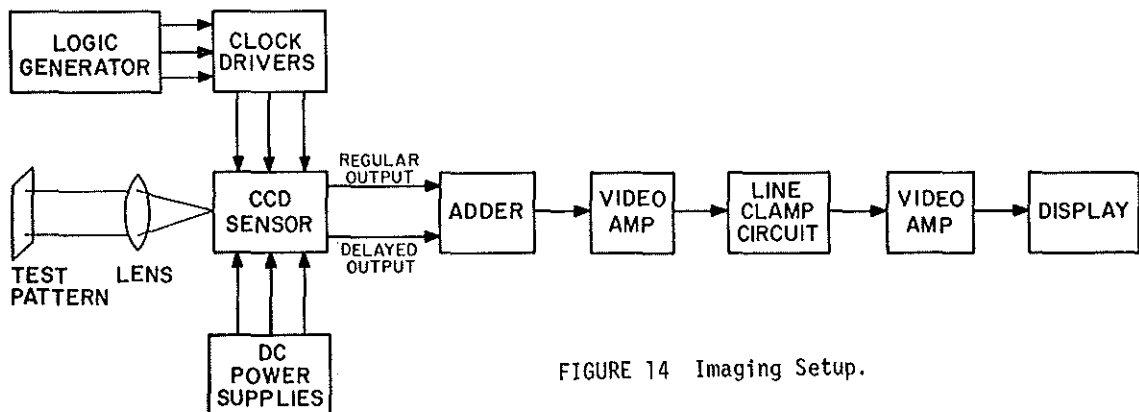 LOGIC
GENERATOR
CLOCK
DRIVERS
TEST
PATTERN
LENS
CCD
SENSOR
REGULAR
OUTPUT
DELAYED
OUTPUT
ADDER
VIDEO
AMP
LINE
CLAMP
CIRCUIT
VIDEO
AMP
DISPLAY
DC
POWER
SUPPLIES
FIGURE 14 Imaging Setup.